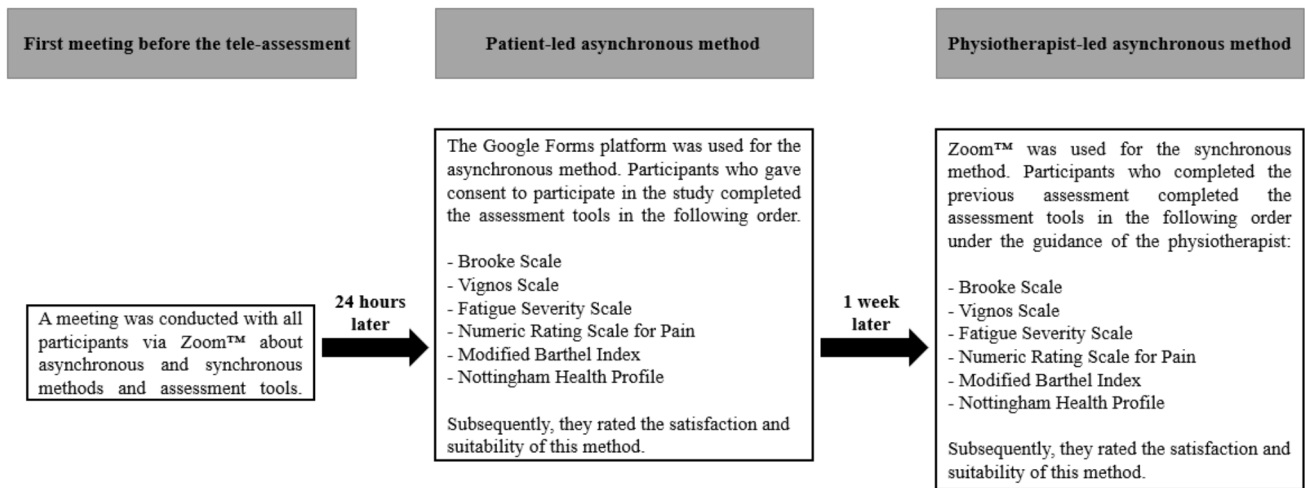 First meeting before the tele-assessment
Patient-led asynchronous method
Physiotherapist-led asynchronous method
A meeting was conducted with all
participants via Zoom™ about
asynchronous and synchronous
methods and assessment tools.
24 hours
later
The Google Forms platform was used for the
asynchronous method. Participants who gave
consent to participate in the study completed
the assessment tools in the following order.
- Brooke Scale
- Vignos Scale
- Fatigue Severity Scale
- Numeric Rating Scale for Pain
- Modified Barthel Index
- Nottingham Health Profile
Subsequently, they rated the satisfaction and
suitability of this method.
1 week
later
Zoom™ was used for the synchronous
method. Participants who completed the
previous assessment completed the
assessment tools in the following order
under the guidance of the physiotherapist:
- Brooke Scale
- Vignos Scale
- Fatigue Severity Scale
- Numeric Rating Scale for Pain
- Modified Barthel Index
- Nottingham Health Profile
Subsequently, they rated the satisfaction and
suitability of this method.